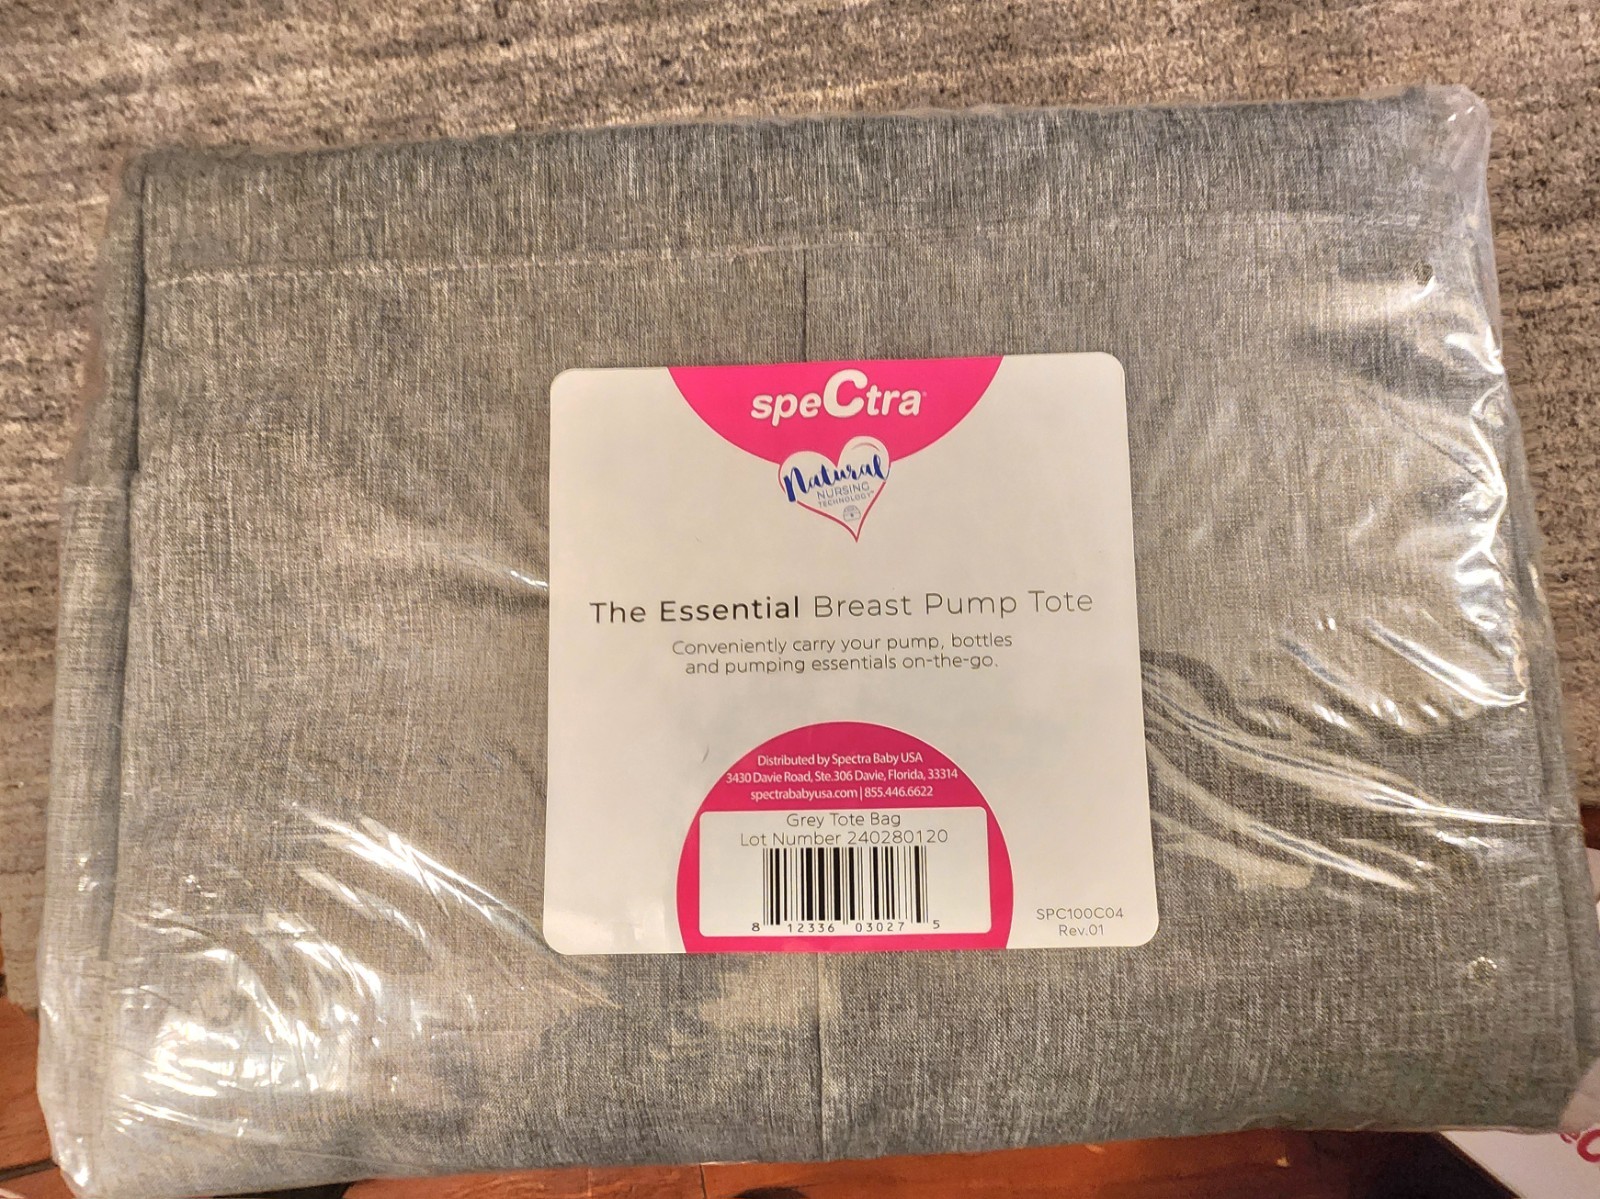 speCtra
Natural
NURSING
TECHNOLOGY™
The Essential Breast Pump Tote
Conveniently carry your pump, bottles
and pumping essentials on-the-go.
Distributed by Spectra Baby USA
3430 Davie Road, Ste.306 Davie, Florida, 33314
spectrababyusa.com | 855.446.6622
Grey Tote Bag
Lot Number 240280120
8 12336 03027 5
SPC100C04
Rev.01